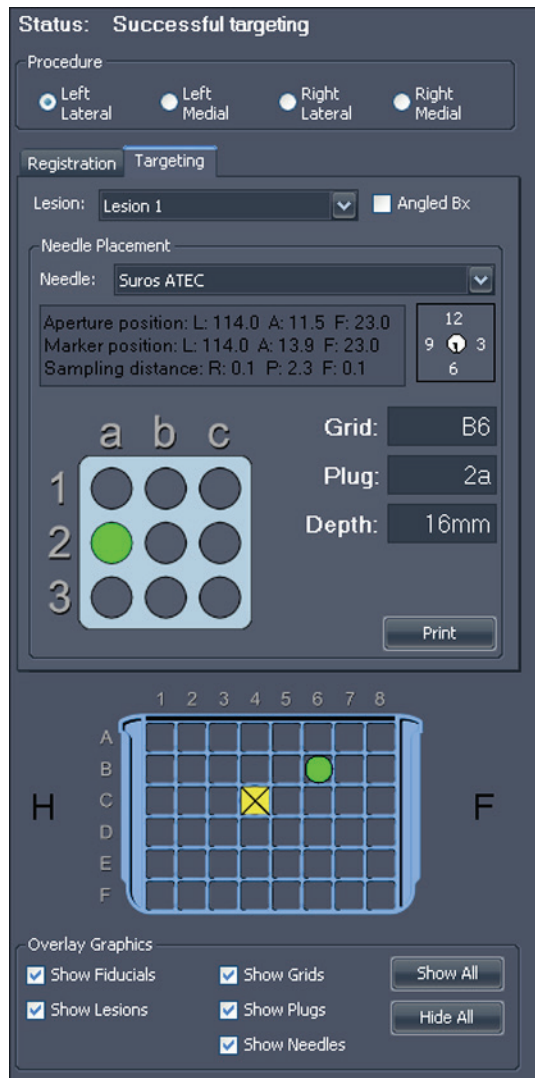 Status: Successful targeting
Procedure
Left Lateral
Left Medial
Right Lateral
Right Medial
Registration Targeting
Lesion: Lesion 1 Angled Bx
Needle Placement
Needle: Suros ATEC
Aperture position: L: 114.0 A: 11.5 F: 23.0
Marker position: L: 114.0 A: 13.9 F: 23.0
Sampling distance: R: 0.1 P: 2.3 F: 0.1
12
9 3
6
a b c
1
2
3
Grid: B6
Plug: 2a
Depth: 16mm
Print
1 2 3 4 5 6 7 8
A
B
C
D
E
F
H F
Overlay Graphics
Show Fiducials Show Grids Show All
Show Lesions Show Plugs Hide All
Show Needles